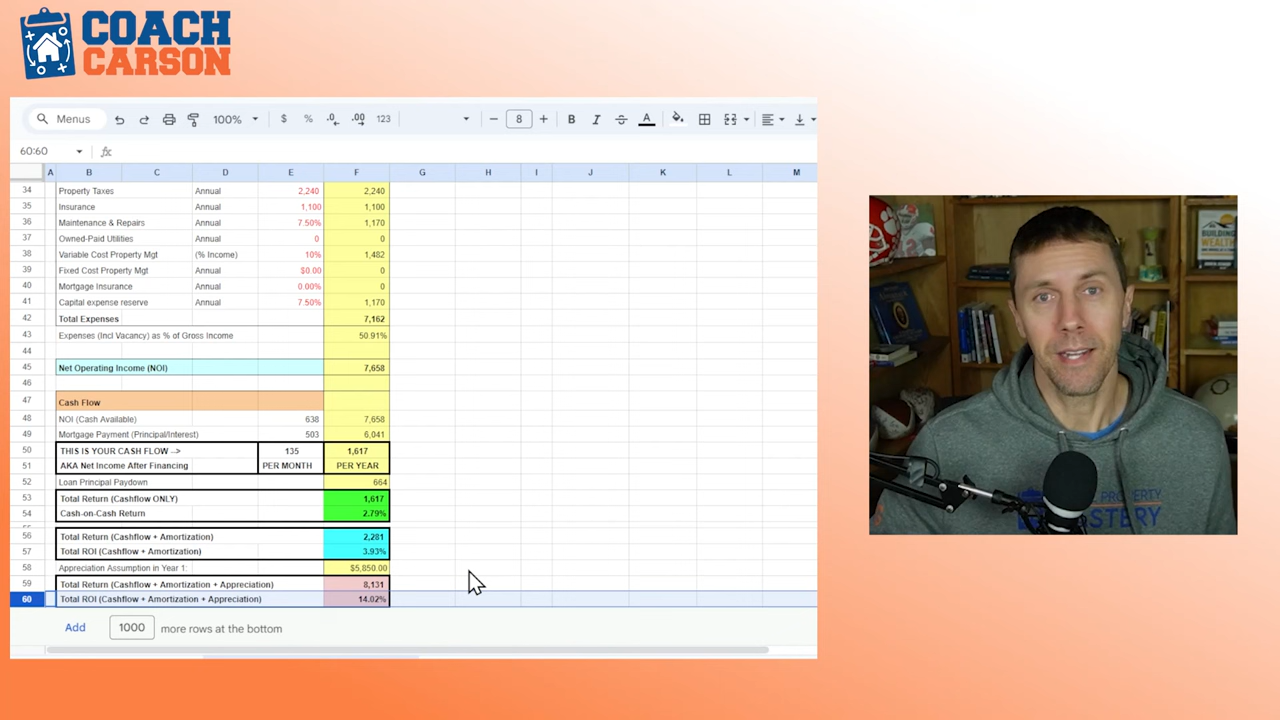 COACH
CARSON
Menus 100% $ % .0 .00 123 8 B I A
60:60 fx
A B C D E F G H I J K L M
34 Property Taxes Annual 2,240 2,240
35 Insurance Annual 1,100 1,100
36 Maintenance & Repairs Annual 7.50% 1,170
37 Owned-Paid Utilities Annual 0 0
38 Variable Cost Property Mgt (% Income) 10% 1,482
39 Fixed Cost Property Mgt Annual $0.00 0
40 Mortgage Insurance Annual 0.00% 0
41 Capital expense reserve Annual 7.50% 1,170
42 Total Expenses 7,162
43 Expenses (Incl Vacancy) as % of Gross Income 50.91%
44
45 Net Operating Income (NOI) 7,658
46
47 Cash Flow
48 NOI (Cash Available) 638 7,658
49 Mortgage Payment (Principal/Interest) 503 6,041
50 THIS IS YOUR CASH FLOW --> 135 1,617
51 AKA Net Income After Financing PER MONTH PER YEAR
52 Loan Principal Paydown 664
53 Total Return (Cashflow ONLY) 1,617
54 Cash-on-Cash Return 2.79%
56 Total Return (Cashflow + Amortization) 2,281
57 Total ROI (Cashflow + Amortization) 3.93%
58 Appreciation Assumption in Year 1: $5,850.00
59 Total Return (Cashflow + Amortization + Appreciation) 8,131
60 Total ROI (Cashflow + Amortization + Appreciation) 14.02%
Add 1000 more rows at the bottom
BUILDING
WEALTH
PROPERTY